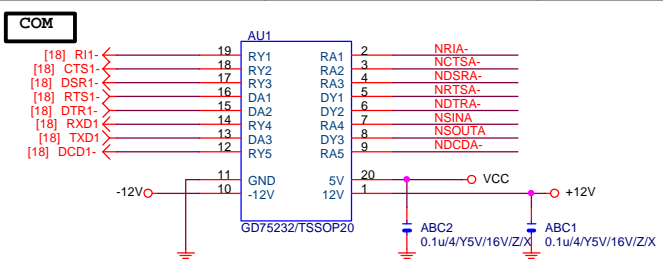 COM
AU1
[18] RI1- 19 RY1 RA1 2 NRIA-
[18] CTS1- 18 RY2 RA2 3 NCTSA-
[18] DSR1- 17 RY3 RA3 4 NDSRA-
[18] RTS1- 16 DA1 DY1 5 NRTSA-
[18] DTR1- 15 DA2 DY2 6 NDTRA-
[18] RXD1 14 RY4 RA4 7 NSINA
[18] TXD1 13 DA3 DY3 8 NSOUTA
[18] DCD1- 12 RY5 RA5 9 NDCDA-
11 GND 5V 20 VCC
-12V 10 -12V 12V 1 +12V
GD75232/TSSOP20
ABC2 ABC1
0.1u/4/Y5V/16V/Z/X 0.1u/4/Y5V/16V/Z/X